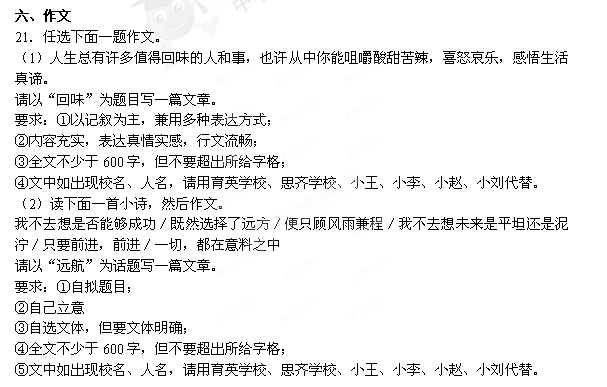 六、作文
21．任选下面一题作文。
（1）人生总有许多值得回味的人和事，也许从中你能咀嚼酸甜苦辣，喜怒哀乐，感悟生活
真谛。
请以“回味”为题目写一篇文章。
要求：①以记叙为主，兼用多种表达方式；
②内容充实，表达真情实感，行文流畅；
③全文不少于 600 字，但不要超出所给字格；
④文中如出现校名、人名，请用育英学校、思齐学校、小王、小李、小赵、小刘代替。
（2）读下面一首小诗，然后作文。
我不去想是否能够成功／既然选择了远方／便只顾风雨兼程／我不去想未来是平坦还是泥
泞／只要前进，前进／一切，都在意料之中
请以“远航”为话题写一篇文章。
要求：①自拟题目；
②自己立意
③自选文体，但要文体明确；
④全文不少于 600 字，但不要超出所给字格；
⑤文中如出现校名、人名，请用育英学校、思齐学校、小王、小李、小赵、小刘代替。